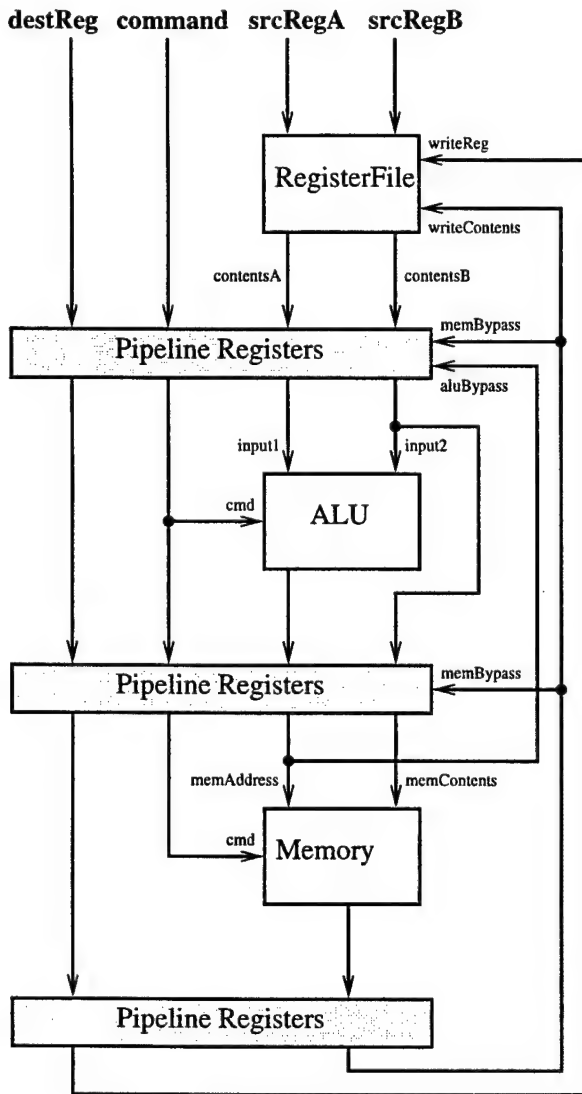 destReg command srcRegA srcRegB
writeReg
RegisterFile
writeContents
contentsA contentsB
memBypass
Pipeline Registers
aluBypass
input1 input2
cmd ALU
memBypass
Pipeline Registers
memAddress memContents
cmd Memory
Pipeline Registers